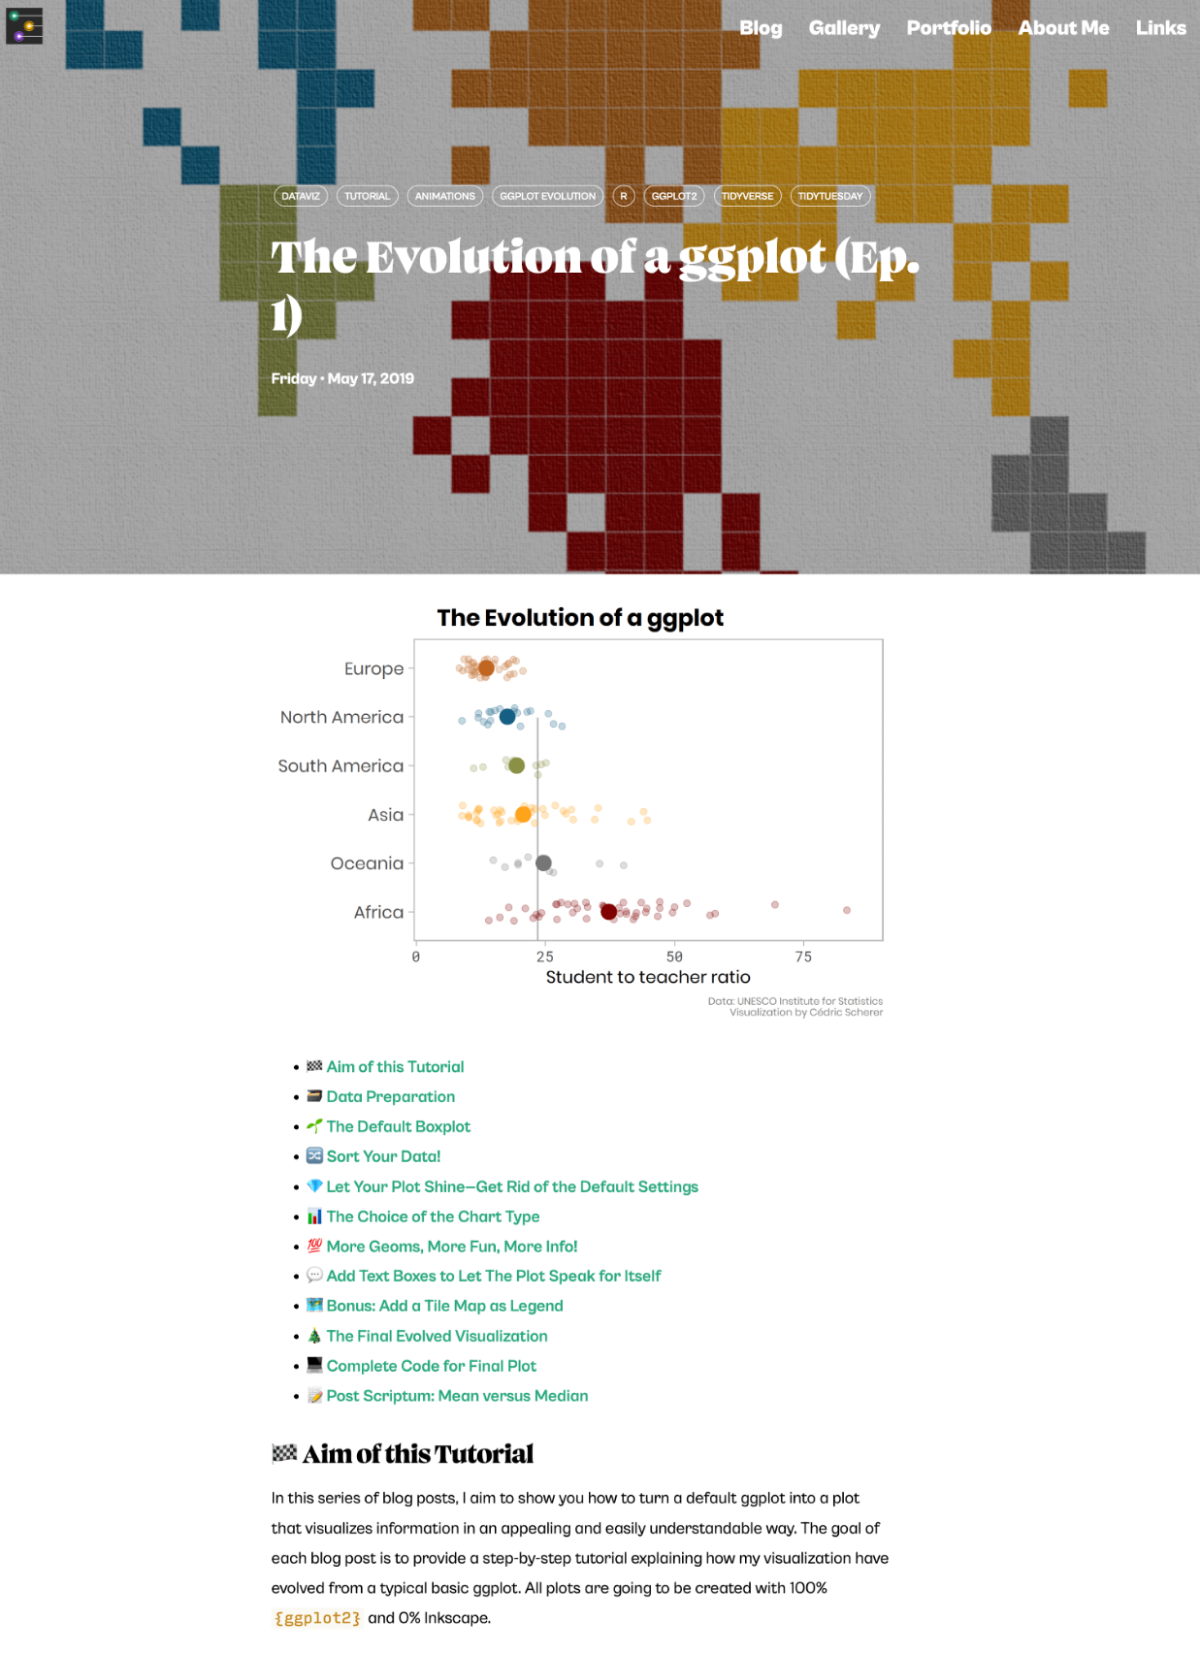 Blog Gallery Portfolio About Me Links
DATAVIZ TUTORIAL ANIMATIONS GGPLOT EVOLUTION R GGPLOT2 TIDYVERSE TIDYTUESDAY
The Evolution of a ggplot (Ep.
1)
Friday • May 17, 2019
The Evolution of a ggplot
Europe
North America
South America
Asia
Oceania
Africa
0 25 50 75
Student to teacher ratio
Data: UNESCO Institute for Statistics
Visualization by Cédric Scherer
• 🏁 Aim of this Tutorial
• 🗃 Data Preparation
• 🌱 The Default Boxplot
• 🔀 Sort Your Data!
• 💎 Let Your Plot Shine—Get Rid of the Default Settings
• 📊 The Choice of the Chart Type
• 💯 More Geoms, More Fun, More Info!
• 💬 Add Text Boxes to Let The Plot Speak for Itself
• 🗺 Bonus: Add a Tile Map as Legend
• 🎄 The Final Evolved Visualization
• 💻 Complete Code for Final Plot
• 📝 Post Scriptum: Mean versus Median
🏁 Aim of this Tutorial
In this series of blog posts, I aim to show you how to turn a default ggplot into a plot
that visualizes information in an appealing and easily understandable way. The goal of
each blog post is to provide a step-by-step tutorial explaining how my visualization have
evolved from a typical basic ggplot. All plots are going to be created with 100%
{ggplot2} and 0% Inkscape.